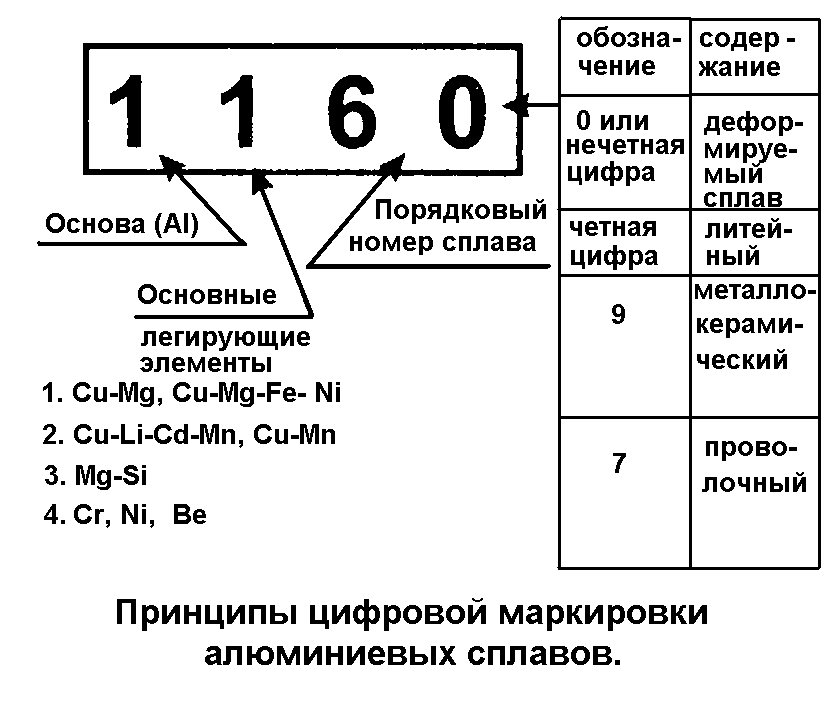 1 1 6 0
Основа (Al)
Порядковый
номер сплава
Основные
легирующие
элементы
1. Cu-Mg, Cu-Mg-Fe- Ni
2. Cu-Li-Cd-Mn, Cu-Mn
3. Mg-Si
4. Cr, Ni, Be
обозна-
чение
содер -
жание
0 или
нечетная
цифра
дефор-
мируе-
мый
сплав
четная
цифра
литей-
ный
9
металло-
керами-
ческий
7
прово-
лочный
Принципы цифровой маркировки
алюминиевых сплавов.